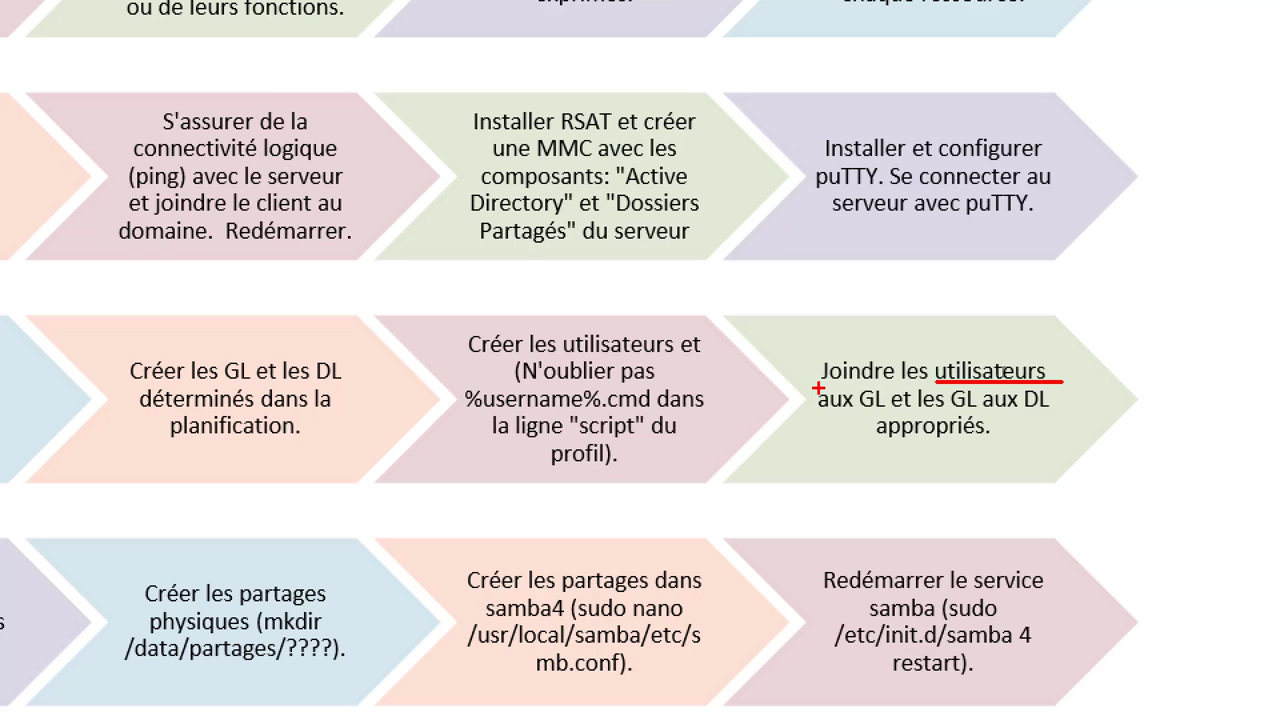 ou de leurs fonctions.
S'assurer de la
connectivité logique
(ping) avec le serveur
et joindre le client au
domaine.  Redémarrer.
Installer RSAT et créer
une MMC avec les
composants: "Active
Directory" et "Dossiers
Partagés" du serveur
Installer et configurer
puTTY. Se connecter au
serveur avec puTTY.
Créer les GL et les DL
déterminés dans la
planification.
Créer les utilisateurs et
(N'oublier pas
%username%.cmd dans
la ligne "script" du
profil).
Joindre les utilisateurs
aux GL et les GL aux DL
appropriés.
s
Créer les partages
physiques (mkdir
/data/partages/????).
Créer les partages dans
samba4 (sudo nano
/usr/local/samba/etc/s
mb.conf).
Redémarrer le service
samba (sudo
/etc/init.d/samba 4
restart).